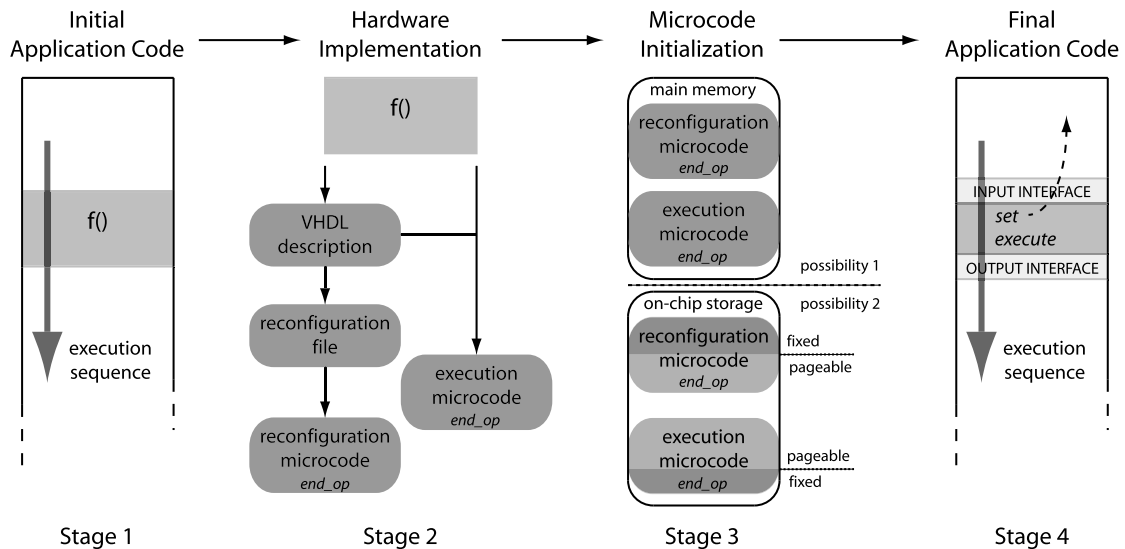 Initial
Application Code
Hardware
Implementation
Microcode
Initialization
Final
Application Code
f()
execution
sequence
f()
VHDL
description
reconfiguration
file
reconfiguration
microcode
end_op
execution
microcode
end_op
main memory
reconfiguration
microcode
end_op
execution
microcode
end_op
possibility 1
possibility 2
on-chip storage
reconfiguration
microcode
end_op
fixed
pageable
execution
microcode
end_op
pageable
fixed
INPUT INTERFACE
set
execute
OUTPUT INTERFACE
execution
sequence
Stage 1
Stage 2
Stage 3
Stage 4